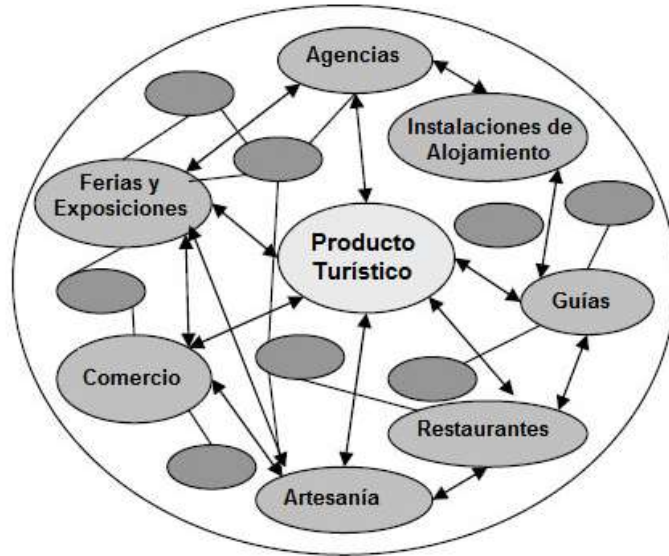 Agencias
Instalaciones de
Alojamiento
Ferias y
Exposiciones
Producto
Turístico
Guías
Comercio
Restaurantes
Artesanía